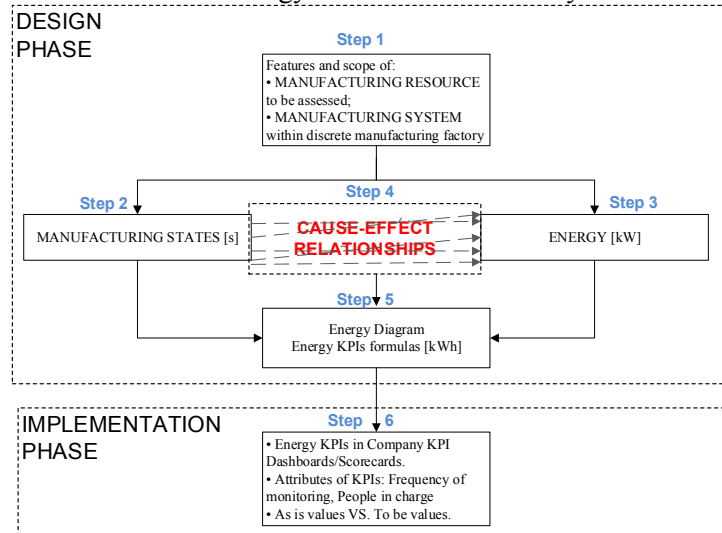 DESIGN
PHASE
Step 1
Features and scope of:
• MANUFACTURING RESOURCE
to be assessed;
• MANUFACTURING SYSTEM
within discrete manufacturing factory
Step 2
Step 4
Step 3
MANUFACTURING STATES [s]
CAUSE-EFFECT
RELATIONSHIPS
ENERGY [kW]
Step 5
Energy Diagram
Energy KPIs formulas [kWh]
IMPLEMENTATION
PHASE
Step 6
• Energy KPIs in Company KPI
Dashboards/Scorecards.
• Attributes of KPIs: Frequency of
monitoring, People in charge
• As is values VS. To be values.